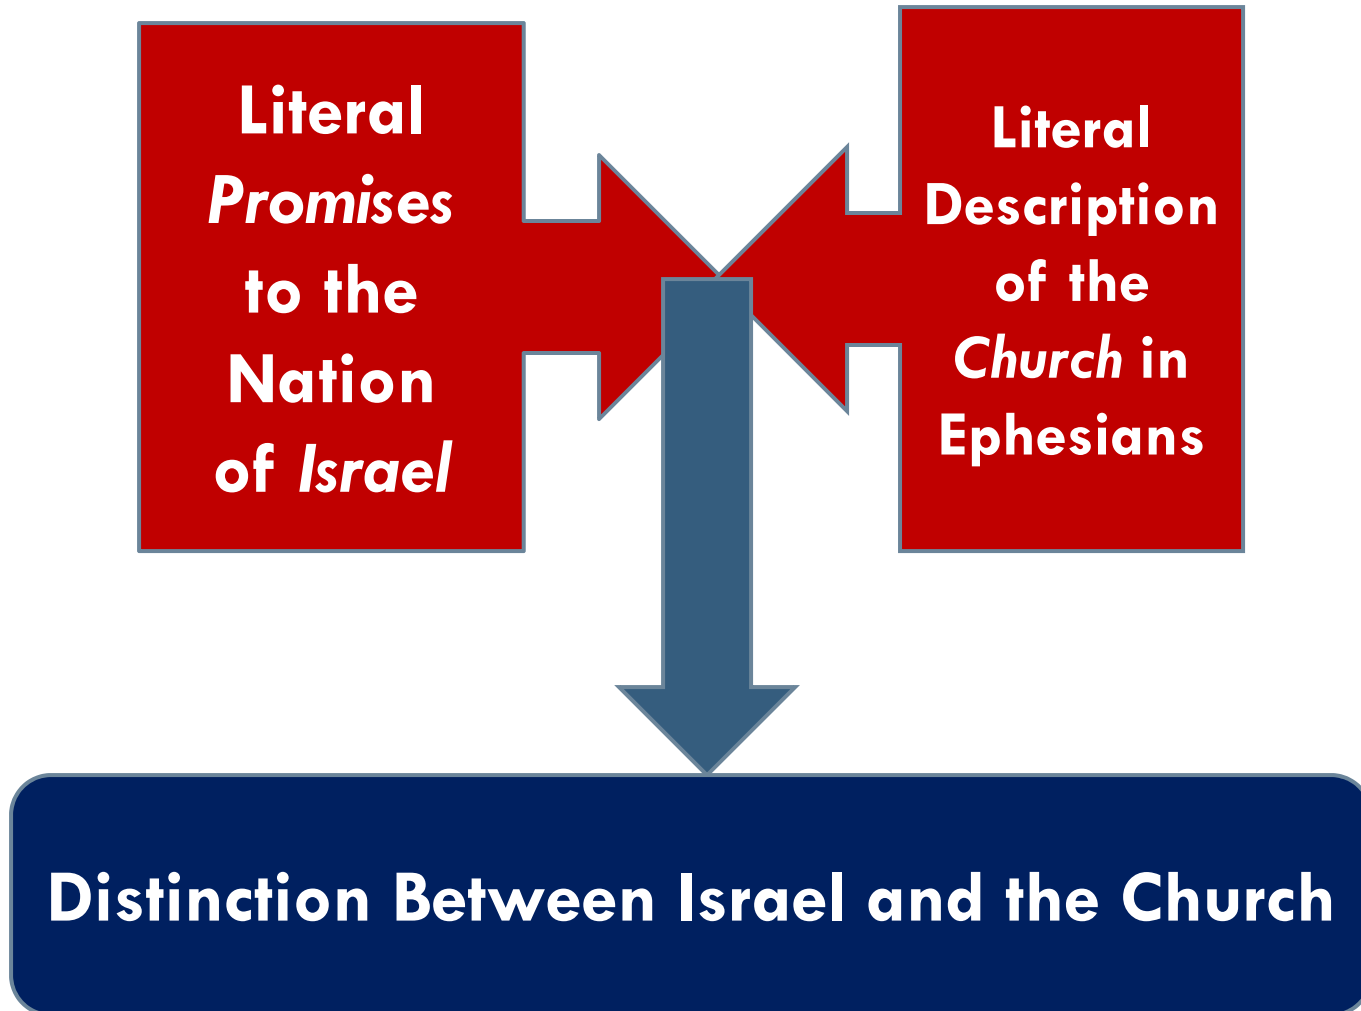 Literal
Promises
to the
Nation
of Israel
Literal
Description
of the
Church in
Ephesians
Distinction Between Israel and the Church